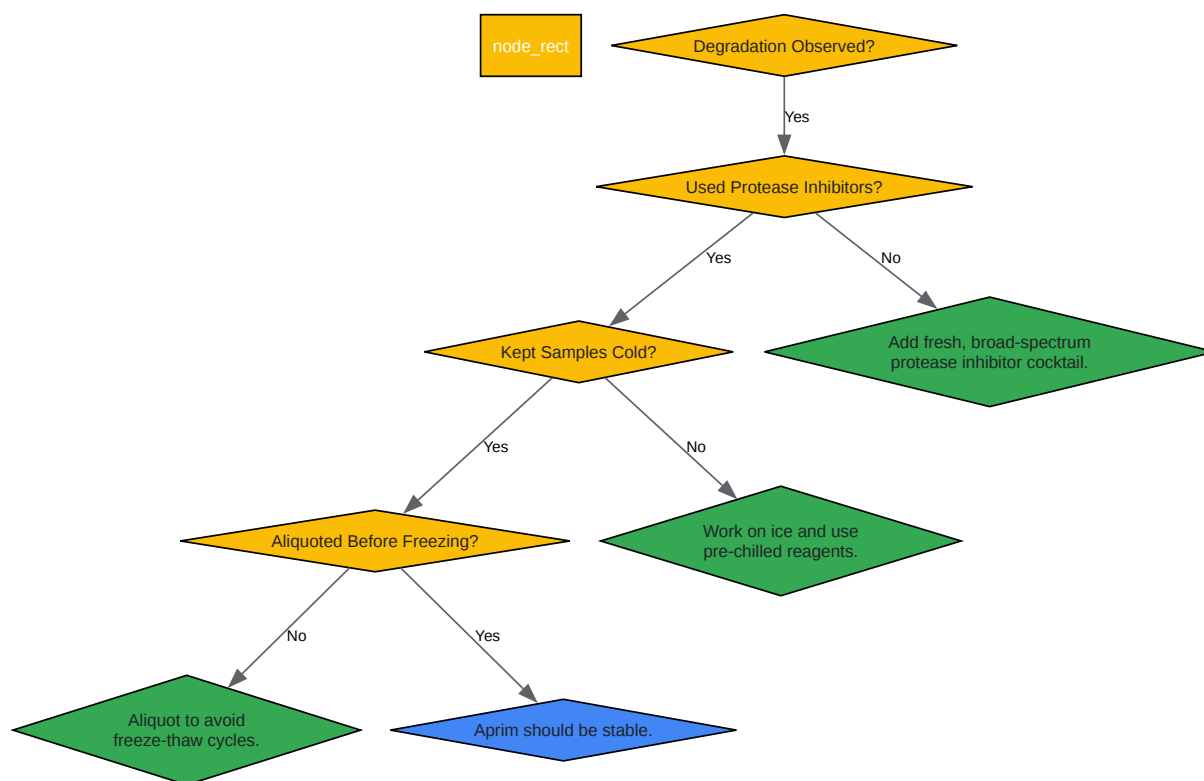 node_rect
Degradation Observed?
Yes
Used Protease Inhibitors?
Yes
No
Kept Samples Cold?
Add fresh, broad-spectrum
protease inhibitor cocktail.
Yes
No
Aliquoted Before Freezing?
Work on ice and use
pre-chilled reagents.
No
Yes
Aliquot to avoid
freeze-thaw cycles.
Aprim should be stable.